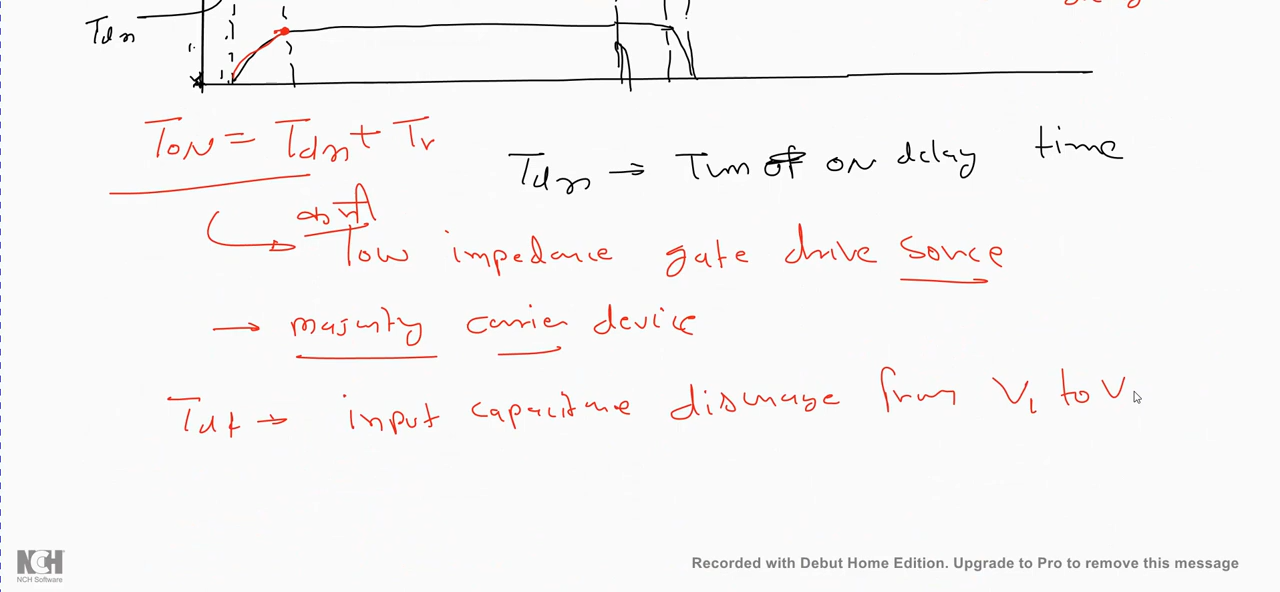 Tdn
TON = Tdn + Tr
Tdn → Turn of on delay time
low impedance gate drive source
→ majority carrier device
Tdf → input capacitance discharge from V1 to V
NCH
NCH Software
Recorded with Debut Home Edition. Upgrade to Pro to remove this message